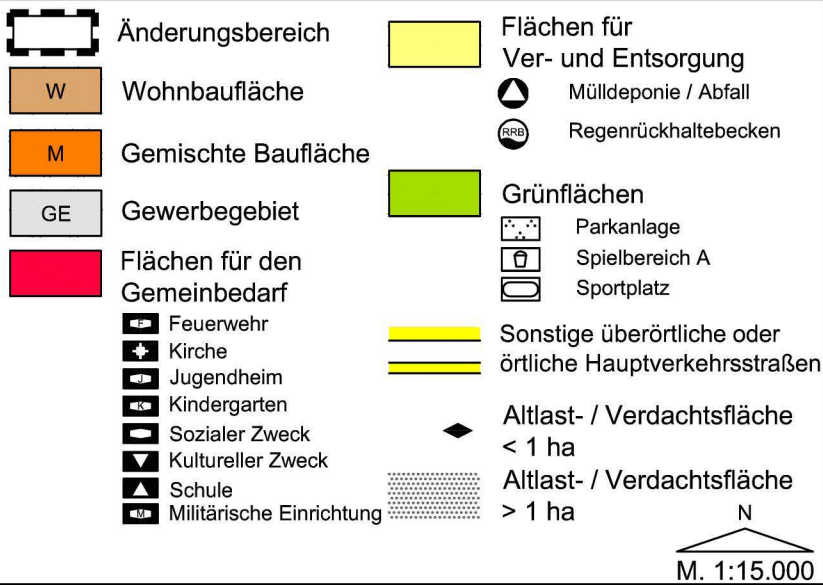 Änderungsbereich
W
Wohnbaufläche
M
Gemischte Baufläche
GE
Gewerbegebiet
Flächen für den
Gemeinbedarf
F
Feuerwehr
Kirche
J
Jugendheim
K
Kindergarten
Sozialer Zweck
Kultureller Zweck
Schule
M
Militärische Einrichtung
Flächen für
Ver- und Entsorgung
Mülldeponie / Abfall
RRB
Regenrückhaltebecken
Grünflächen
Parkanlage
Spielbereich A
Sportplatz
Sonstige überörtliche oder
örtliche Hauptverkehrsstraßen
Altlast- / Verdachtsfläche
< 1 ha
Altlast- / Verdachtsfläche
> 1 ha
N
M. 1:15.000